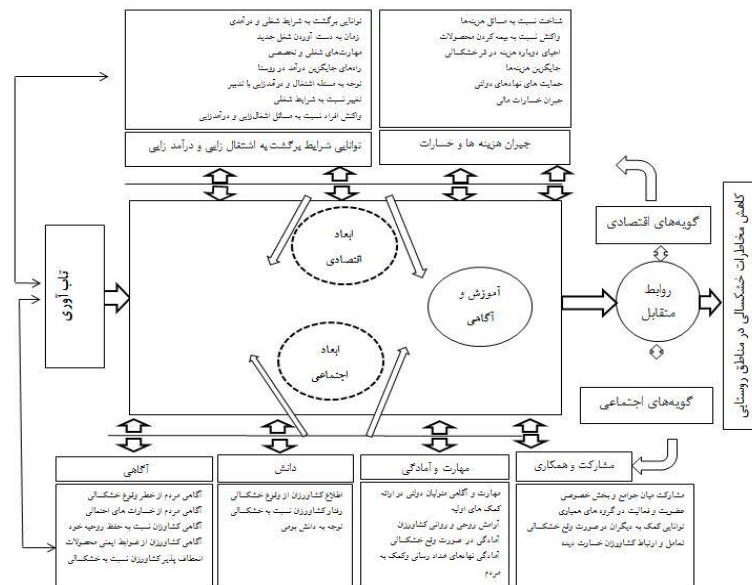 توانایی برگشت به شرایط شغلی و درآمدی
زمان به دست آوردن شغل جدید
مهارت‌های شغلی و تخصصی
راه‌های جایگزین درآمد در روستا
توجه به مسئله اشتغال و درآمدزایی با تدبیر
تغییر نسبت به شرایط شغلی
واکنش افراد نسبت به مسائل اشتغال‌زایی و درآمدزایی
توانایی شرایط برگشت به اشتغال زایی و درآمد زایی
شناخت نسبت به مسائل هزینه‌ها
واکنش نسبت به بیمه کردن محصولات
احیای دوباره هزینه در اثر خشکسالی
جایگزین هزینه‌ها
حمایت های نهادهای دولتی
جبران خسارات مالی
جبران هزینه ها و خسارات
کاهش مخاطرات خشکسالی در مناطق روستایی
گویه‌های اقتصادی
روابط
متقابل
گویه‌های اجتماعی
آموزش و
آگاهی
ابعاد
اقتصادی
ابعاد
اجتماعی
تاب آوری
مشارکت و همکاری
مشارکت میان جوامع و بخش خصوصی
عضویت و فعالیت در گروه های همیاری
توانایی کمک به دیگران در صورت وقع خشکسالی
تعامل و ارتباط کشاورزان خسارت دیده
مهارت و آمادگی
مهارت و آگاهی متولیان دولتی در ارائه
کمک های اولیه
آرامش روحی و روانی کشاورزان
آمادگی در صورت وقع خشکسالی
آمادگی نهادهای امداد رسانی وکمک به
مردم
دانش
اطلاع کشاورزان از وقوع خشکسالی
رفتار کشاورزان نسبت به خشکسالی
توجه به دانش بومی
آگاهی
آگاهی مردم از خطر وقوع خشکسالی
آگاهی مردم از خسارات های احتمالی
آگاهی کشاوزان نسبت به حفظ روحیه خود
آگاهی کشاورزان از ضوابط ایمنی محصولات
انعطاف پذیر کشاورزان نسبت به خشکسالی